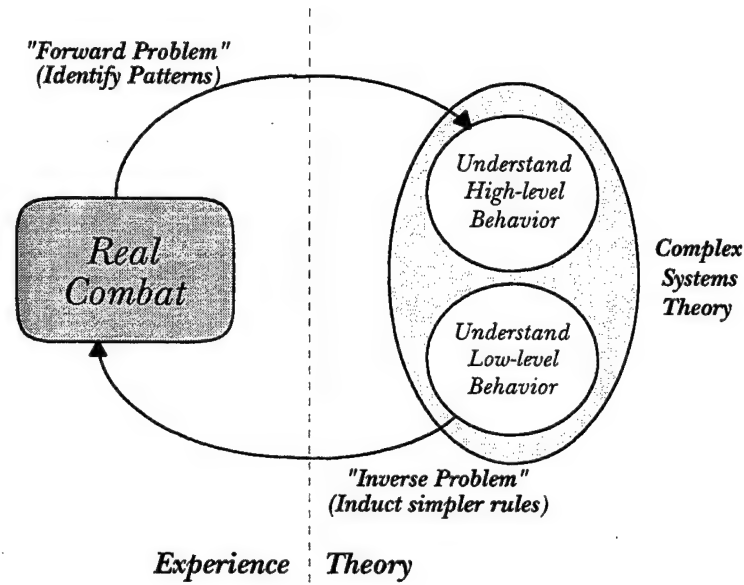 "Forward Problem"
(Identify Patterns)
Understand
High-level
Behavior
Real
Combat
Complex
Systems
Theory
Understand
Low-level
Behavior
"Inverse Problem"
(Induct simpler rules)
Experience Theory